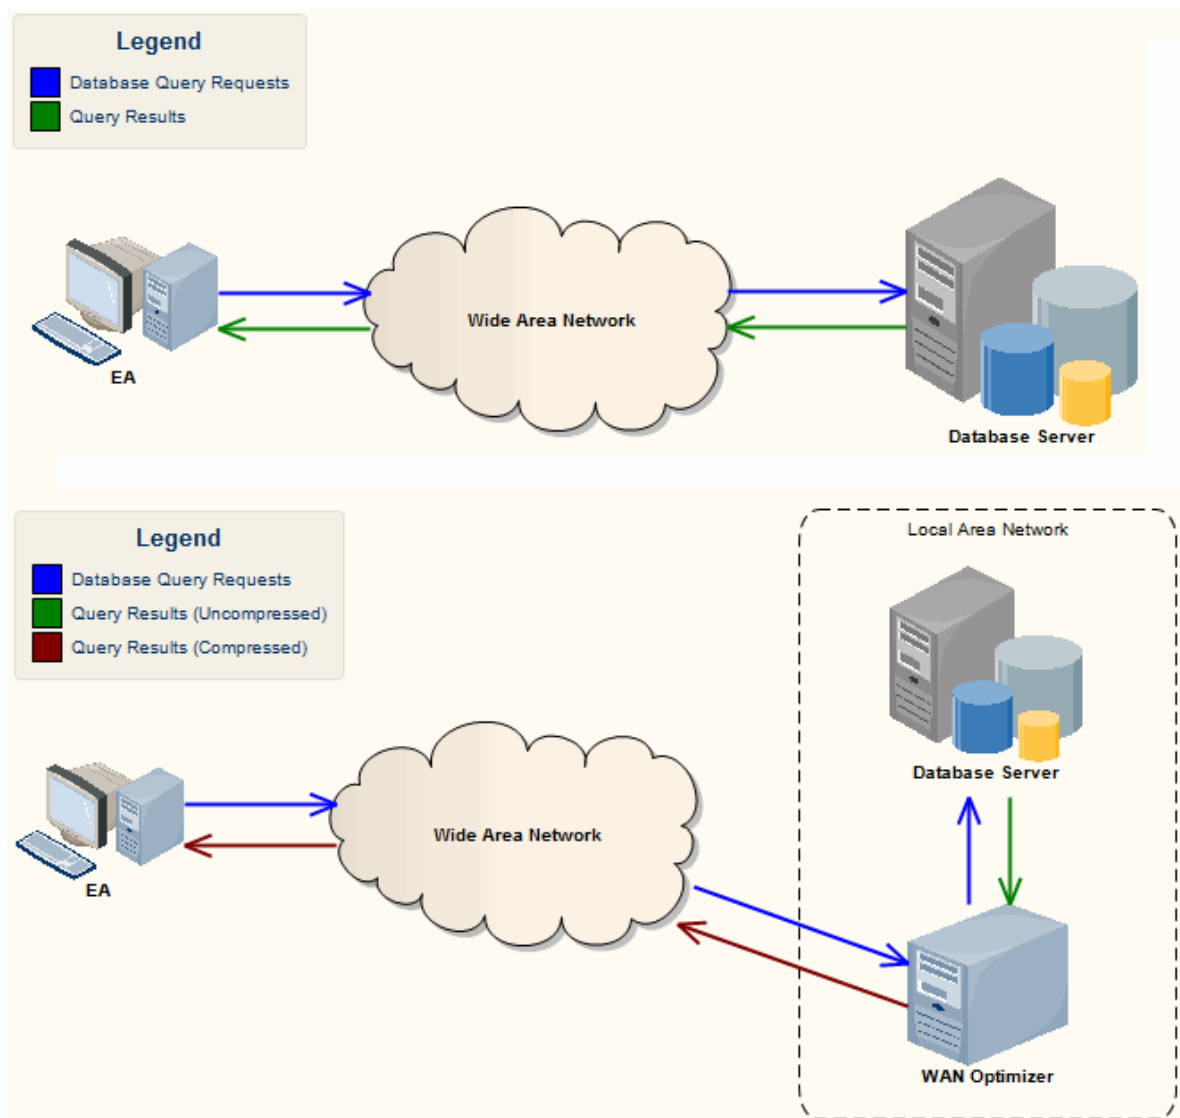 Legend
Database Query Requests
Query Results
Wide Area Network
EA
Database Server
Legend
Database Query Requests
Query Results (Uncompressed)
Query Results (Compressed)
Local Area Network
Database Server
Wide Area Network
EA
WAN Optimizer